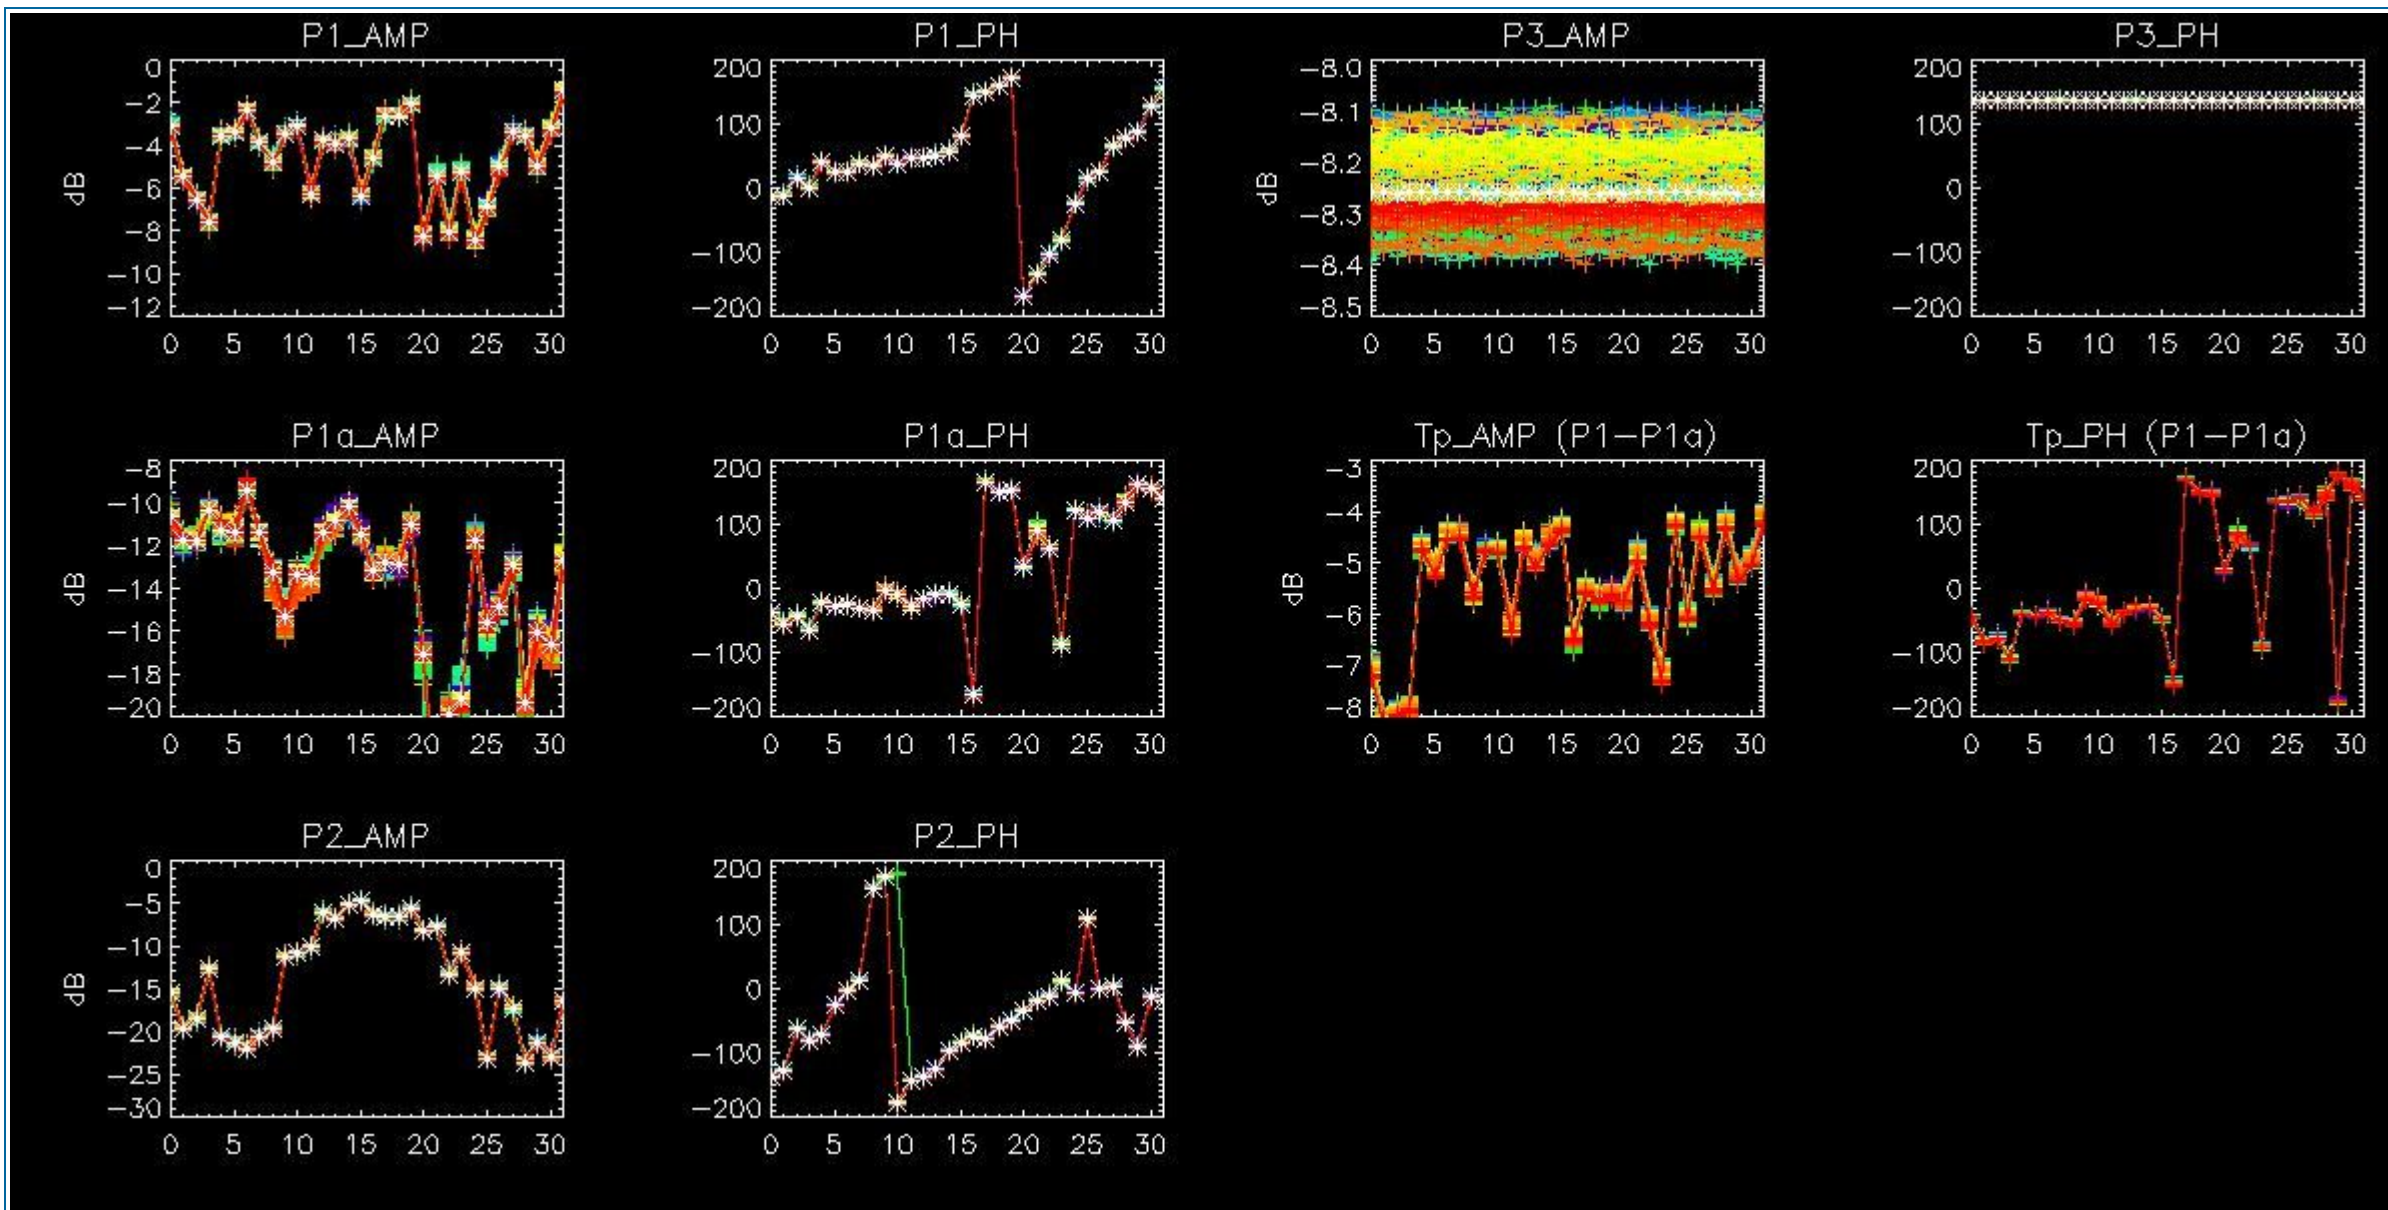 P1_AMP P1_PH P3_AMP P3_PH
0 200 −8.0 200
−2 100 −8.1 100
−4 0 −8.2 0
−6 −100 −8.3 −100
−8 −200 −8.4 −200
−10 −8.5
−12
dB dB
0 5 10 15 20 25 30 0 5 10 15 20 25 30 0 5 10 15 20 25 30 0 5 10 15 20 25 30
P1a_AMP P1a_PH Tp_AMP (P1−P1a) Tp_PH (P1−P1a)
−8 200 −3 200
−10 100 −4 100
−12 0 −5 0
−14 −100 −6 −100
−16 −200 −7 −200
−18 −8
−20
dB dB
0 5 10 15 20 25 30 0 5 10 15 20 25 30 0 5 10 15 20 25 30 0 5 10 15 20 25 30
P2_AMP P2_PH
0 200
−5 100
−10 0
−15 −100
−20 −200
−25
−30
dB
0 5 10 15 20 25 30 0 5 10 15 20 25 30